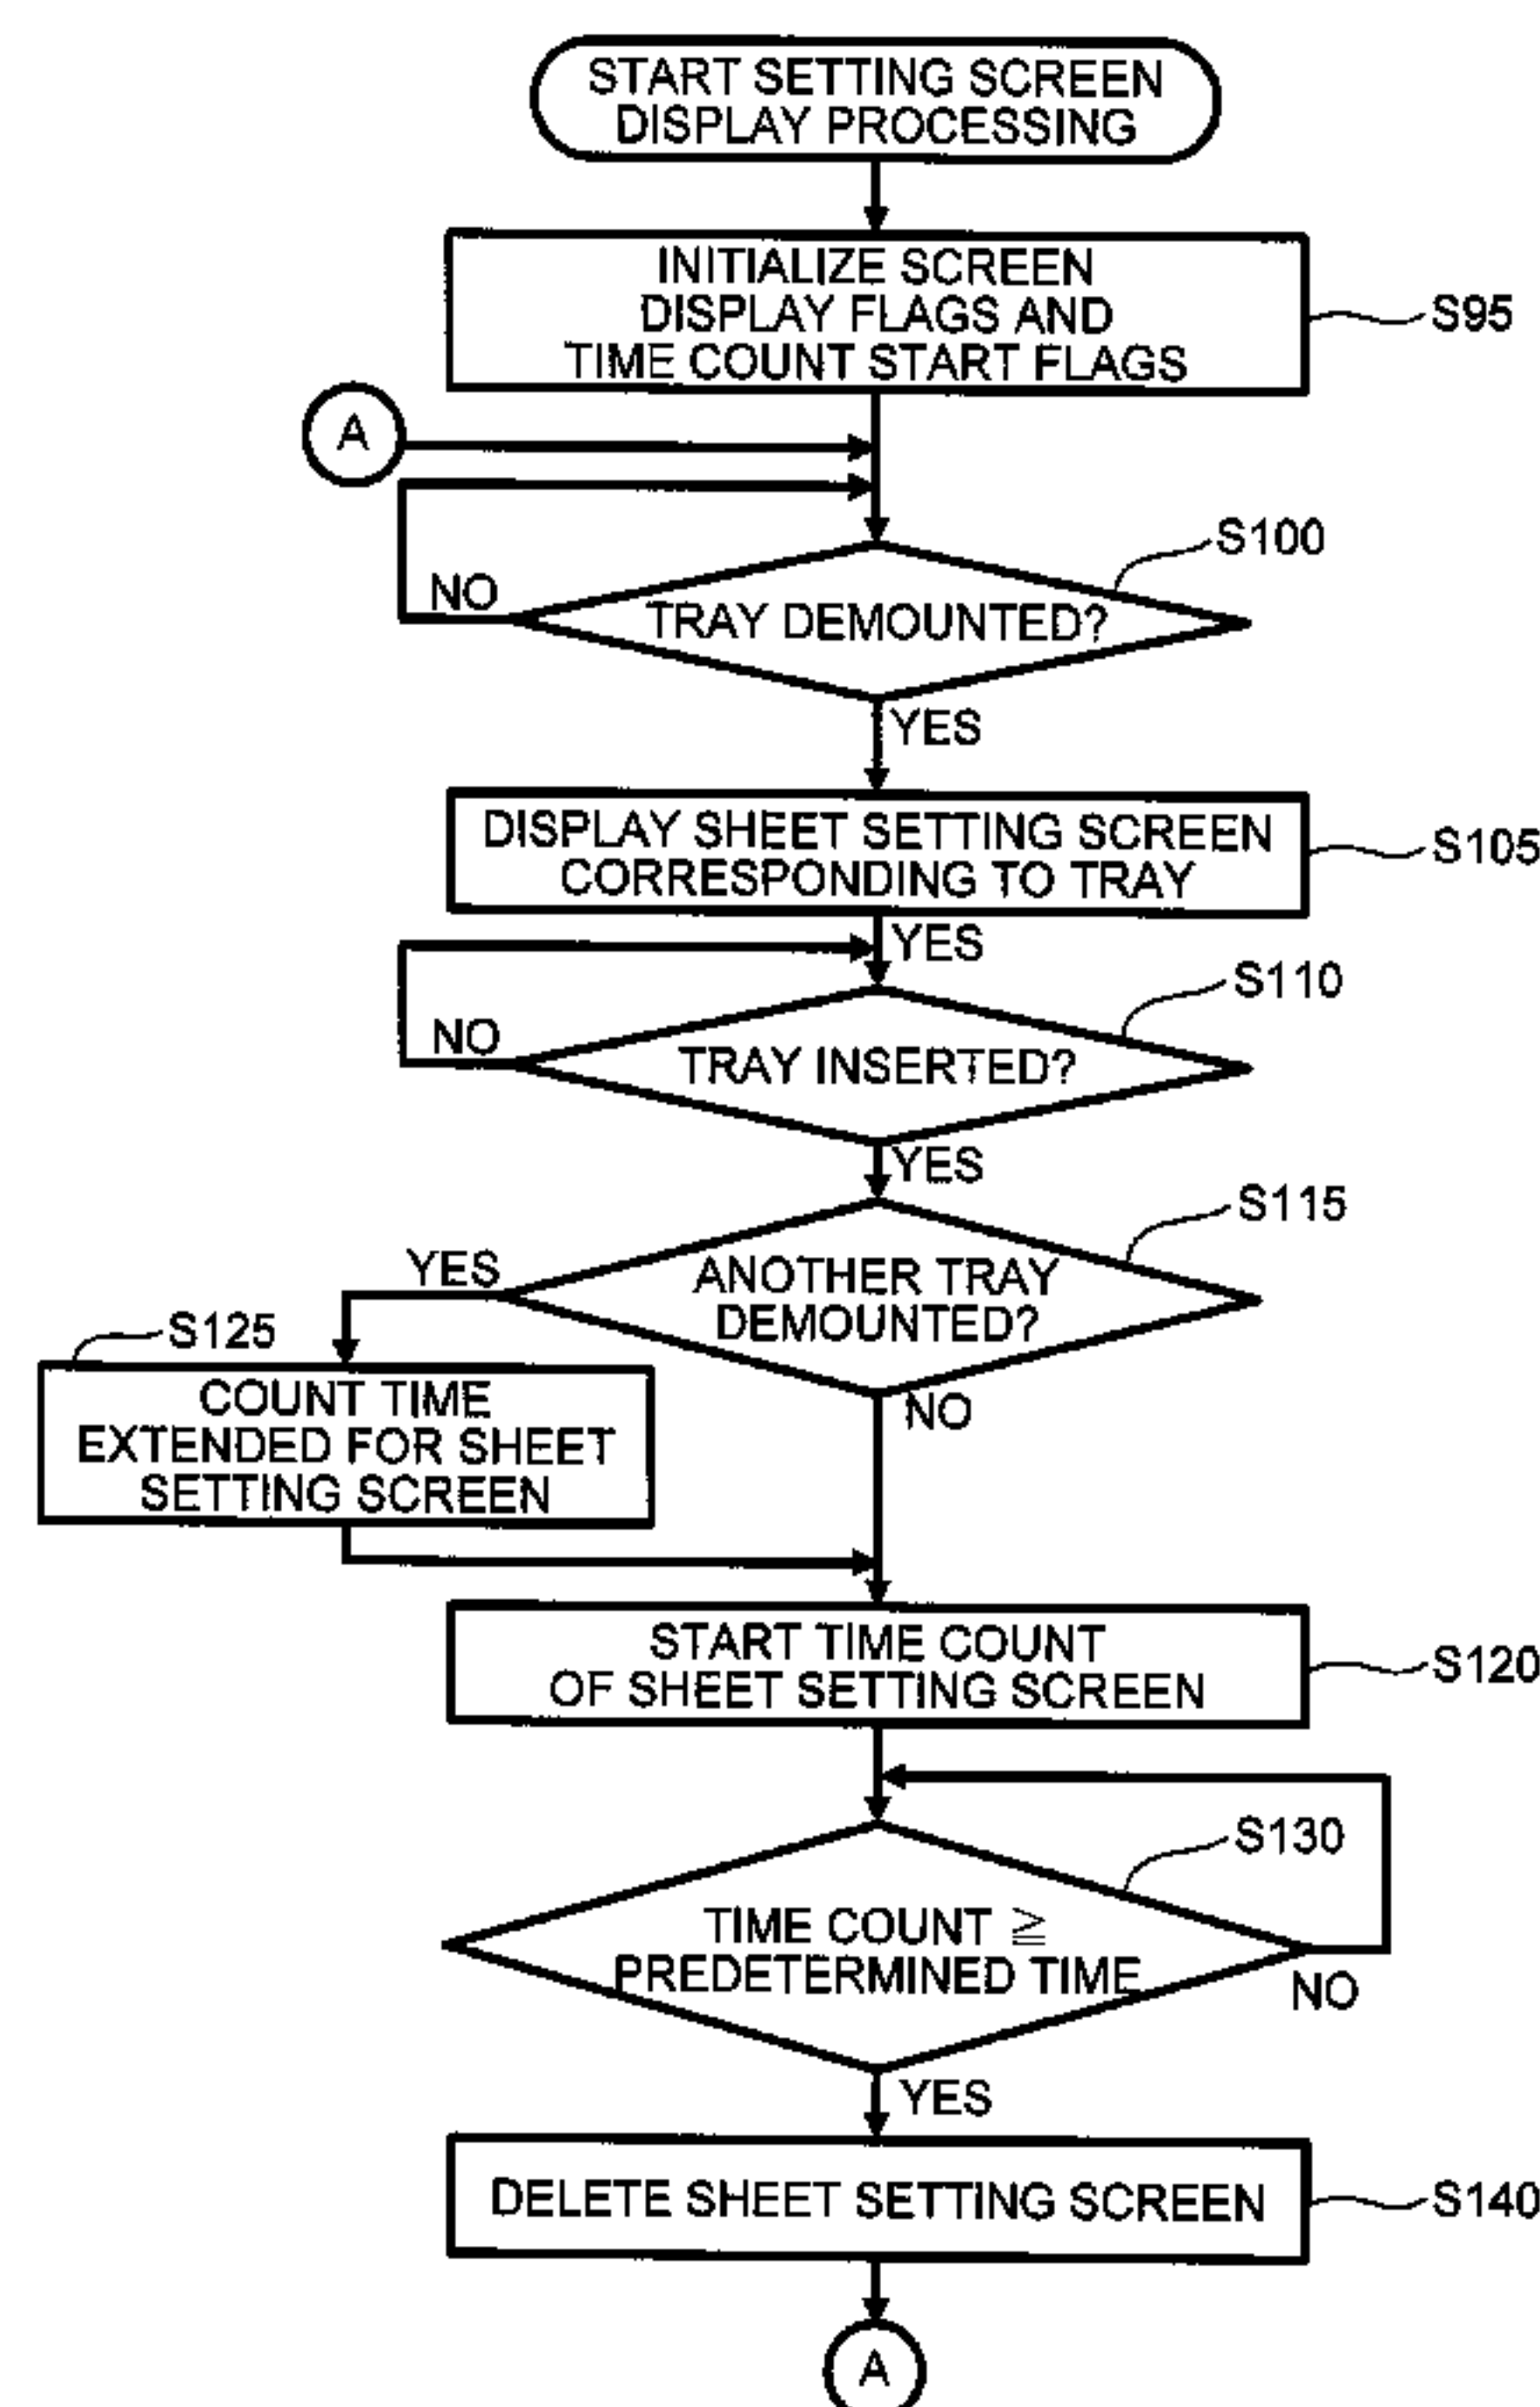 START SETTING SCREEN
DISPLAY PROCESSING
INITIALIZE SCREEN
DISPLAY FLAGS AND
TIME COUNT START FLAGS
S95
A
S100
NO
TRAY DEMOUNTED?
YES
DISPLAY SHEET SETTING SCREEN
CORRESPONDING TO TRAY
S105
YES
S110
NO
TRAY INSERTED?
YES
S115
YES
ANOTHER TRAY
DEMOUNTED?
S125
NO
COUNT TIME
EXTENDED FOR SHEET
SETTING SCREEN
START TIME COUNT
OF SHEET SETTING SCREEN
S120
S130
TIME COUNT ≧
PREDETERMINED TIME
NO
YES
DELETE SHEET SETTING SCREEN
S140
A